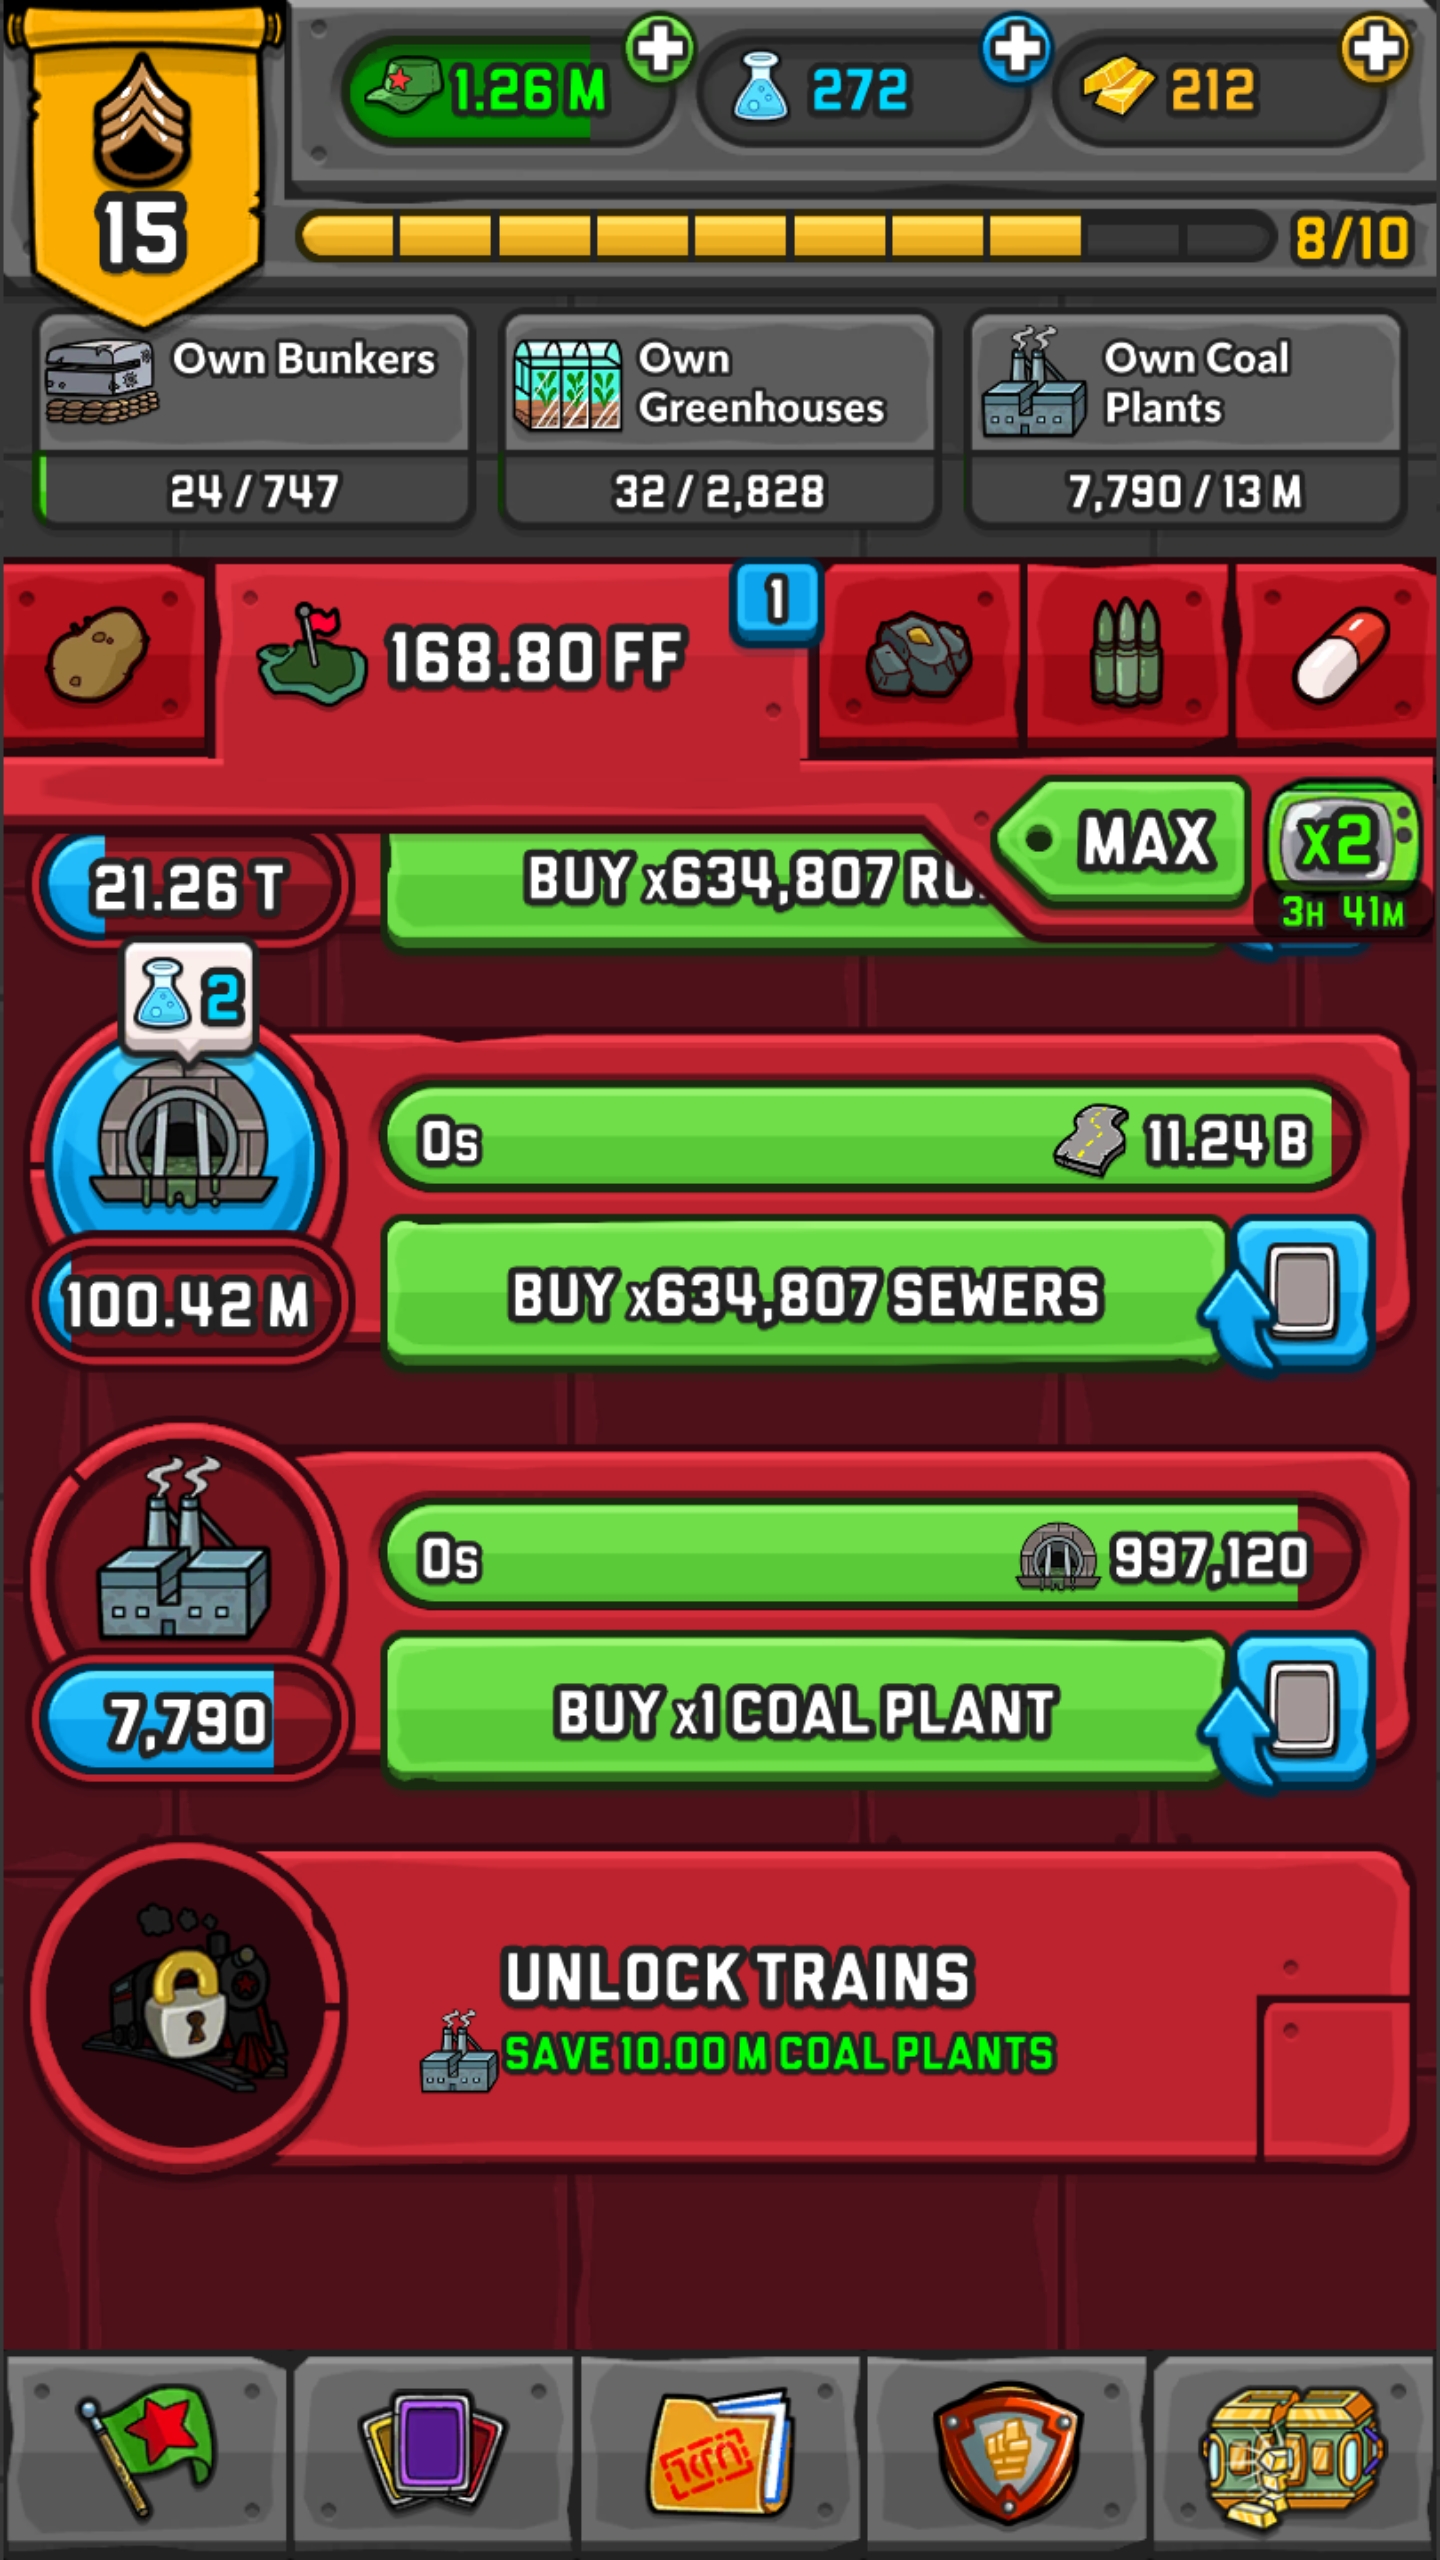 15
1.26 M
272
212
8/10
Own Bunkers
24 / 747
Own
Greenhouses
32 / 2,828
Own Coal
Plants
7,790 / 13 M
168.80 FF
1
MAX
x2
3H 41M
21.26 T
BUY x634,807
2
0s
11.24 B
100.42 M
BUY x634,807 SEWERS
0s
997,120
7,790
BUY x1 COAL PLANT
UNLOCK TRAINS
SAVE 10.00 M COAL PLANTS